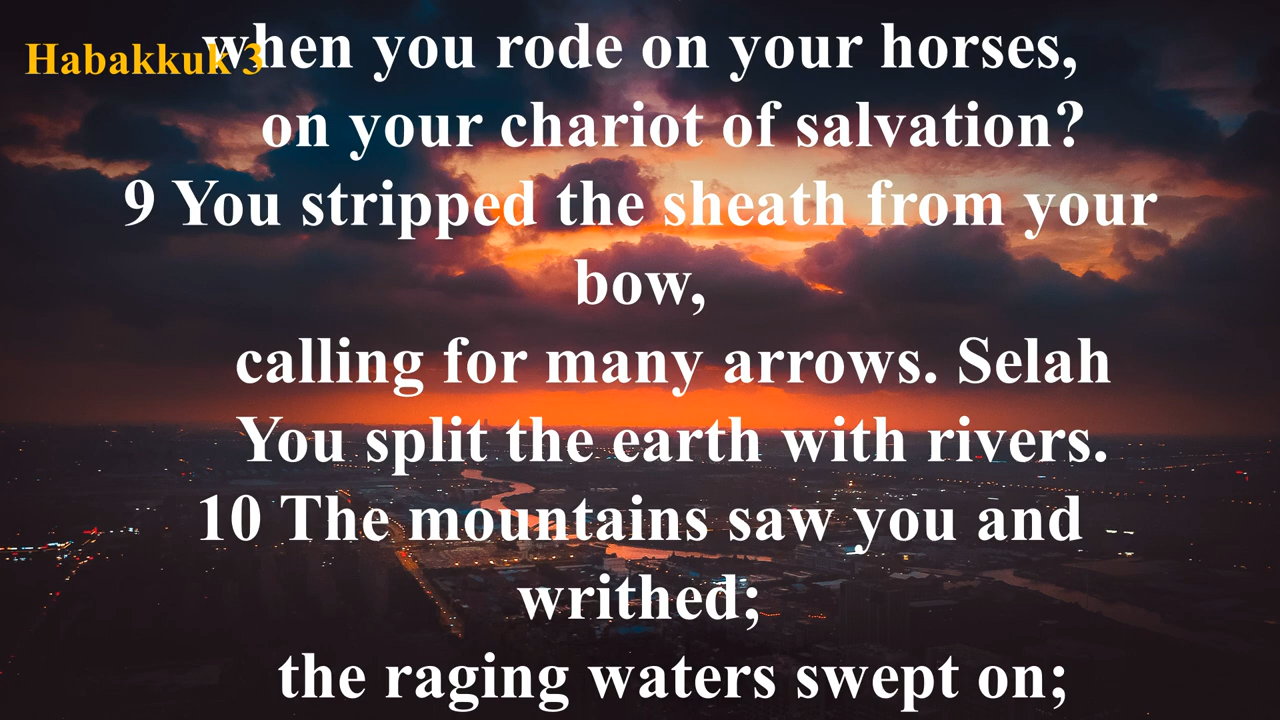 Habakkuk 3
when you rode on your horses,
on your chariot of salvation?
9 You stripped the sheath from your
bow,
calling for many arrows. Selah
You split the earth with rivers.
10 The mountains saw you and
writhed;
the raging waters swept on;